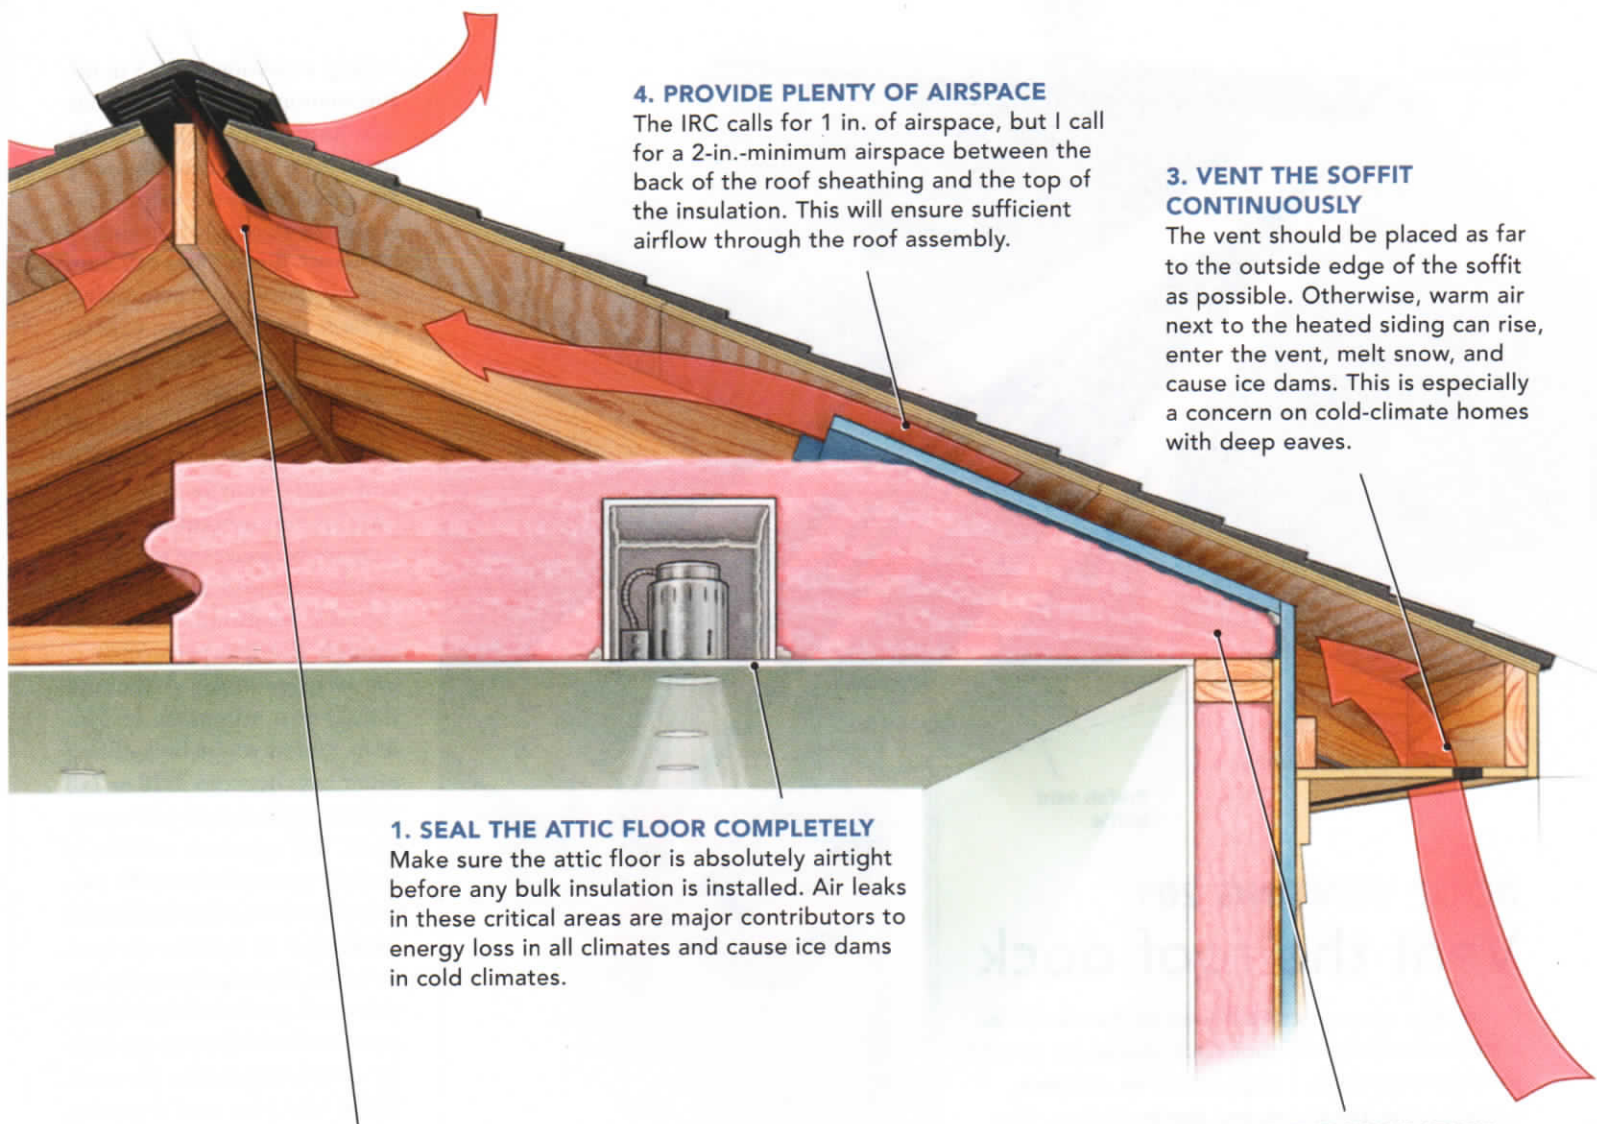 4. PROVIDE PLENTY OF AIRSPACE
The IRC calls for 1 in. of airspace, but I call
for a 2-in.-minimum airspace between the
back of the roof sheathing and the top of
the insulation. This will ensure sufficient
airflow through the roof assembly.
3. VENT THE SOFFIT
CONTINUOUSLY
The vent should be placed as far
to the outside edge of the soffit
as possible. Otherwise, warm air
next to the heated siding can rise,
enter the vent, melt snow, and
cause ice dams. This is especially
a concern on cold-climate homes
with deep eaves.
1. SEAL THE ATTIC FLOOR COMPLETELY
Make sure the attic floor is absolutely airtight
before any bulk insulation is installed. Air leaks
in these critical areas are major contributors to
energy loss in all climates and cause ice dams
in cold climates.